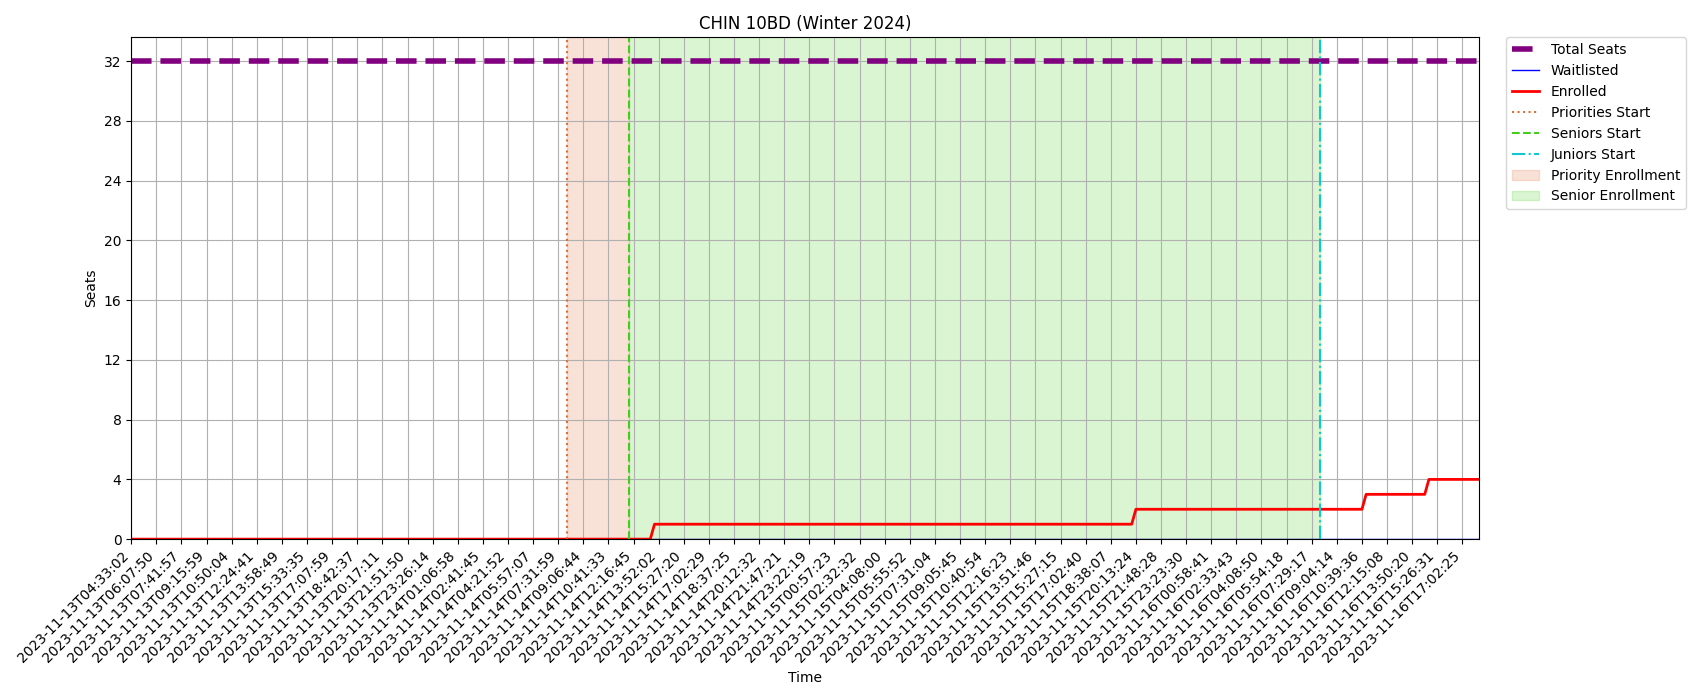 CHIN 10BD (Winter 2024)
Total Seats
Waitlisted
Enrolled
Priorities Start
Seniors Start
Juniors Start
Priority Enrollment
Senior Enrollment
Seats
32
28
24
20
16
12
8
4
0
2023-11-13T04:33:02
2023-11-13T06:07:50
2023-11-13T07:41:57
2023-11-13T09:15:59
2023-11-13T10:50:04
2023-11-13T12:24:41
2023-11-13T13:58:49
2023-11-13T15:33:35
2023-11-13T17:07:59
2023-11-13T18:42:37
2023-11-13T20:17:11
2023-11-13T21:51:50
2023-11-13T23:26:14
2023-11-14T01:06:58
2023-11-14T02:41:45
2023-11-14T04:21:52
2023-11-14T05:57:07
2023-11-14T07:31:59
2023-11-14T09:06:44
2023-11-14T10:41:33
2023-11-14T12:16:45
2023-11-14T13:52:02
2023-11-14T15:27:20
2023-11-14T17:02:29
2023-11-14T18:37:25
2023-11-14T20:12:32
2023-11-14T21:47:21
2023-11-14T23:22:19
2023-11-15T00:57:23
2023-11-15T02:32:32
2023-11-15T04:08:00
2023-11-15T05:55:52
2023-11-15T07:31:04
2023-11-15T09:05:45
2023-11-15T10:40:54
2023-11-15T12:16:23
2023-11-15T13:51:46
2023-11-15T15:27:15
2023-11-15T17:02:40
2023-11-15T18:38:07
2023-11-15T20:13:24
2023-11-15T21:48:28
2023-11-15T23:23:30
2023-11-16T00:58:41
2023-11-16T02:33:43
2023-11-16T04:08:50
2023-11-16T05:54:18
2023-11-16T07:29:17
2023-11-16T09:04:14
2023-11-16T10:39:36
2023-11-16T12:15:08
2023-11-16T13:50:20
2023-11-16T15:26:31
2023-11-16T17:02:25
Time